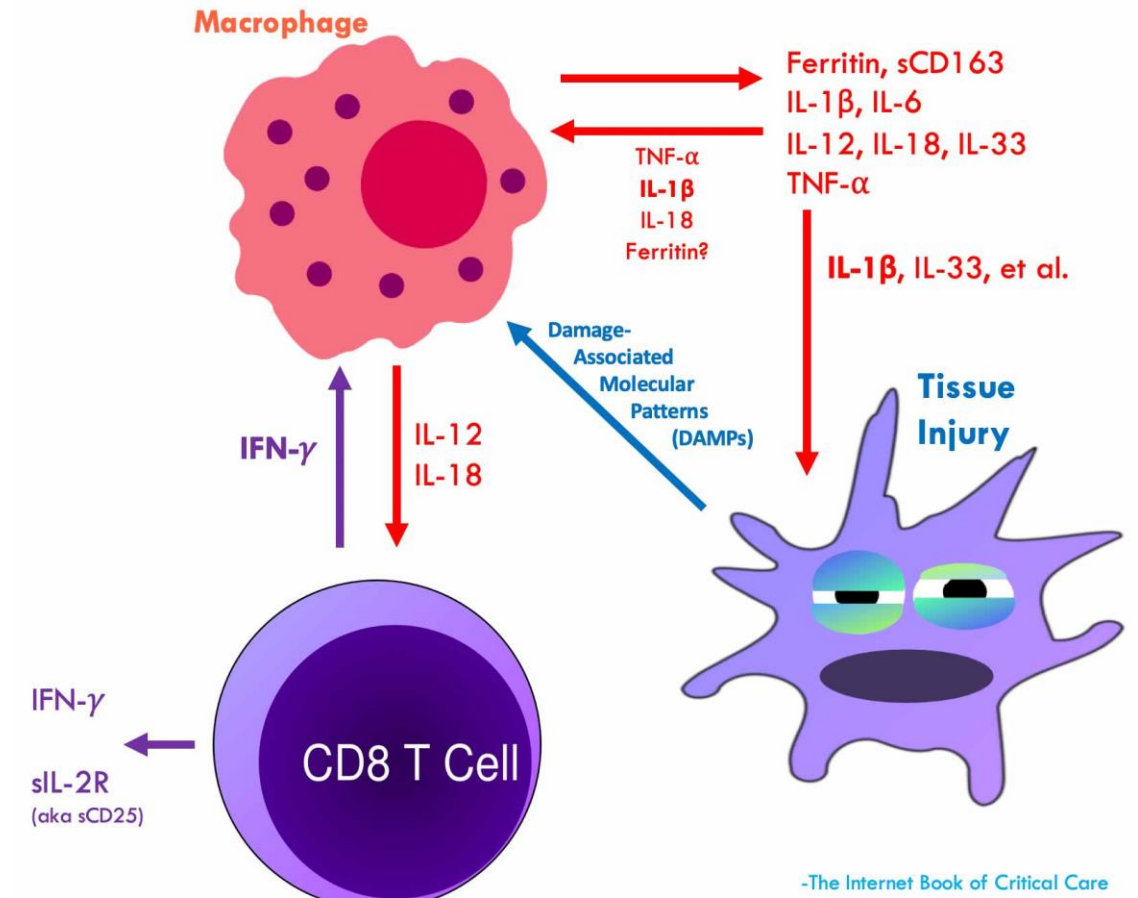 Macrophage
Ferritin, sCD163
IL-1β, IL-6
IL-12, IL-18, IL-33
TNF-α
TNF-α
IL-1β
IL-18
Ferritin?
IL-1β, IL-33, et al.
Damage-
Associated
Molecular
Patterns
(DAMPs)
Tissue
Injury
IFN-γ
IL-12
IL-18
IFN-γ
sIL-2R
(aka sCD25)
CD8 T Cell
-The Internet Book of Critical Care